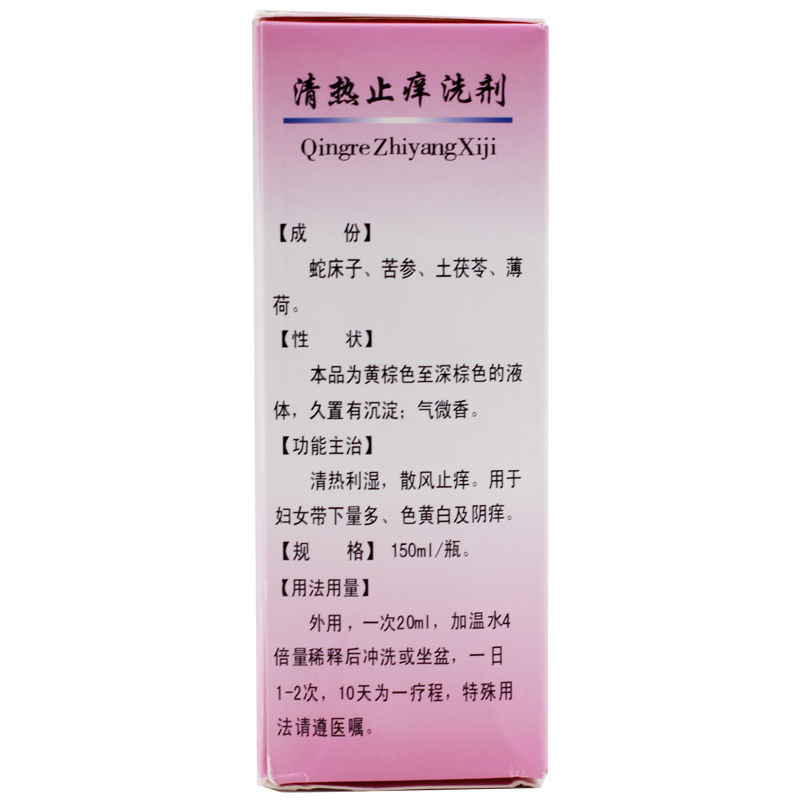 清热止痒洗剂
Qingre Zhiyang Xiji
【成　份】
蛇床子、苦参、土茯苓、薄
荷。
【性　状】
本品为黄棕色至深棕色的液
体，久置有沉淀；气微香。
【功能主治】
清热利湿，散风止痒。用于
妇女带下量多、色黄白及阴痒。
【规　格】150ml/瓶。
【用法用量】
外用，一次20ml，加温水4
倍量稀释后冲洗或坐盆，一日
1-2次，10天为一疗程，特殊用
法请遵医嘱。